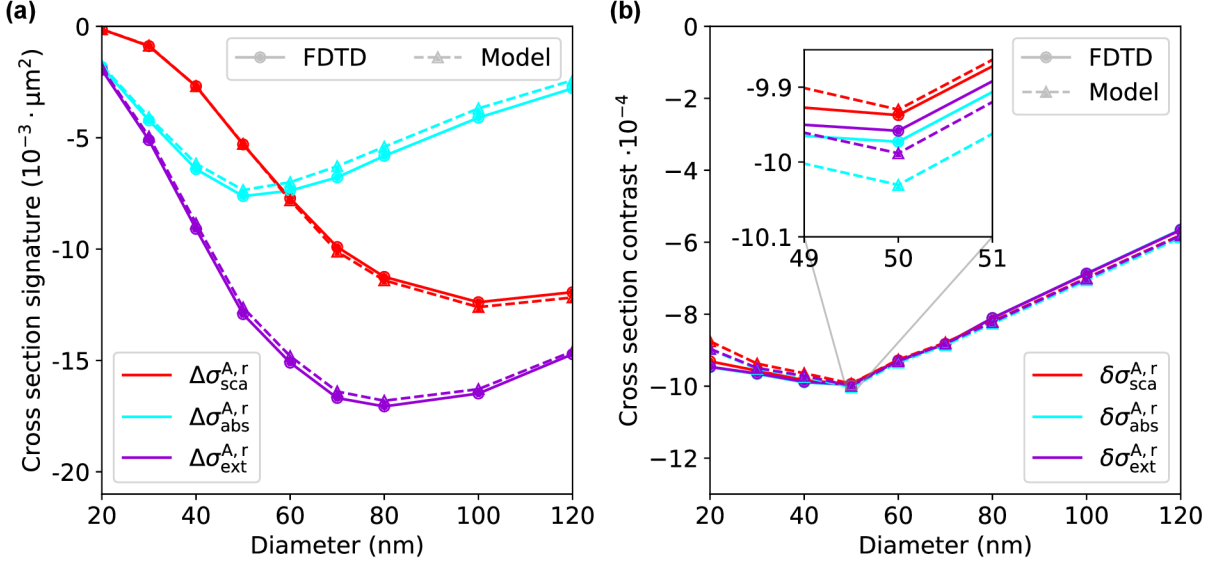 (a)
0
−5
−10
−15
−20
Cross section signature (10⁻³ · μm²)
FDTD
Model
Δσ^{A, r}_{sca}
Δσ^{A, r}_{abs}
Δσ^{A, r}_{ext}
20 40 60 80 100 120
Diameter (nm)
(b)
0
−2
−4
−6
−8
−10
−12
Cross section contrast ·10⁻⁴
-9.9
-10
-10.1
49 50 51
FDTD
Model
δσ^{A, r}_{sca}
δσ^{A, r}_{abs}
δσ^{A, r}_{ext}
20 40 60 80 100 120
Diameter (nm)